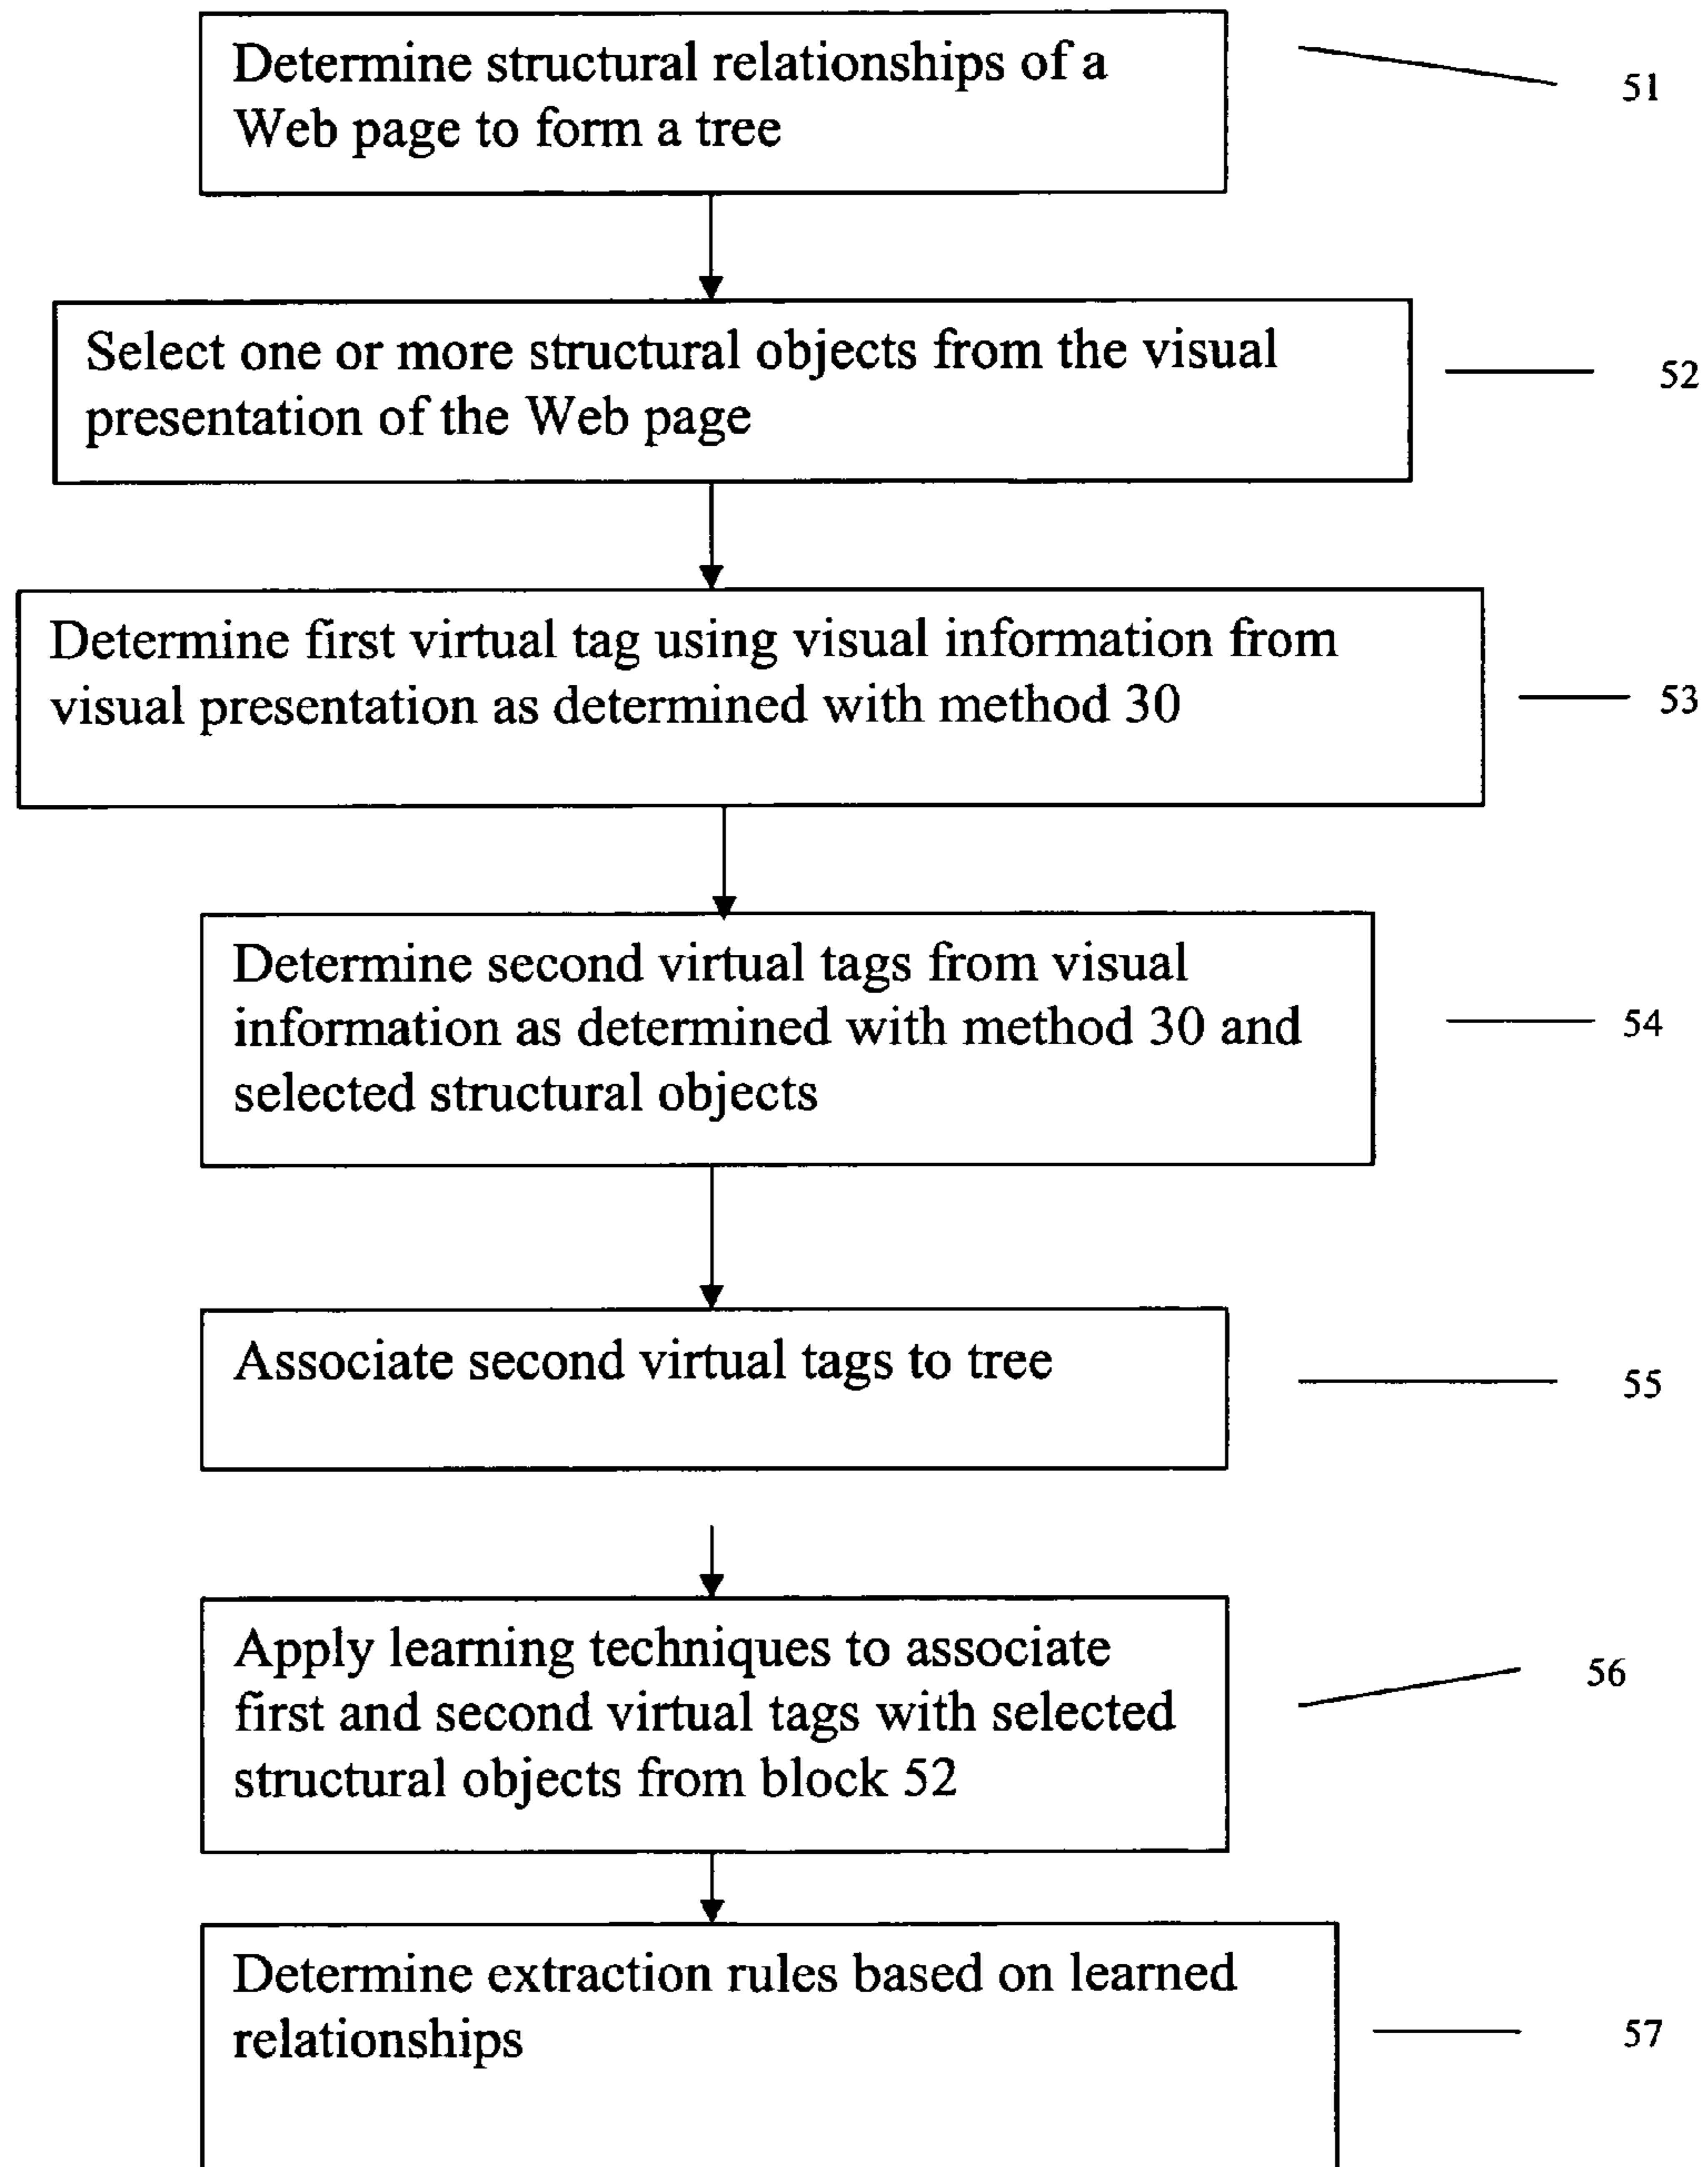 Determine structural relationships of a
Web page to form a tree
51
Select one or more structural objects from the visual
presentation of the Web page
52
Determine first virtual tag using visual information from
visual presentation as determined with method 30
53
Determine second virtual tags from visual
information as determined with method 30 and
selected structural objects
54
Associate second virtual tags to tree
55
Apply learning techniques to associate
first and second virtual tags with selected
structural objects from block 52
56
Determine extraction rules based on learned
relationships
57